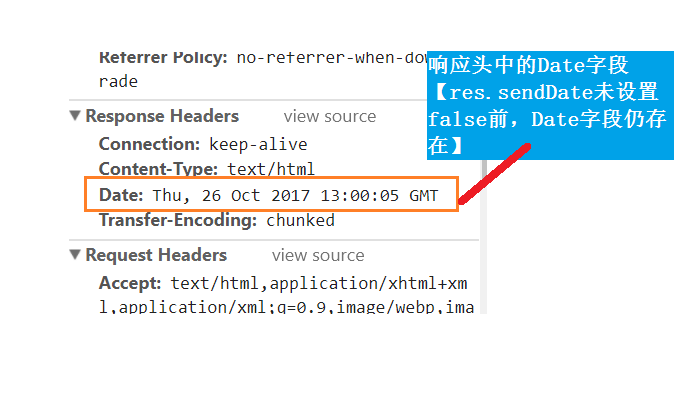 Referrer Policy: no-referrer-when-dow
rade
响应头中的Date字段
【res.sendDate未设置
false前，Date字段仍存
在】
▼ Response Headers view source
Connection: keep-alive
Content-Type: text/html
Date: Thu, 26 Oct 2017 13:00:05 GMT
Transfer-Encoding: chunked
▼ Request Headers view source
Accept: text/html,application/xhtml+xm
l,application/xml;q=0.9,image/webp,ima